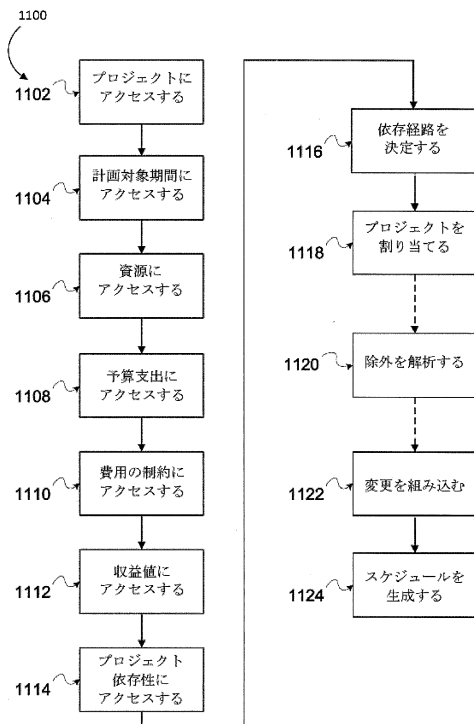 1100
1102
プロジェクトに
アクセスする
1104
計画対象期間に
アクセスする
1106
資源に
アクセスする
1108
予算支出に
アクセスする
1110
費用の制約に
アクセスする
1112
収益値に
アクセスする
1114
プロジェクト
依存性に
アクセスする
1116
依存経路を
決定する
1118
プロジェクトを
割り当てる
1120
除外を解析する
1122
変更を組み込む
1124
スケジュールを
生成する